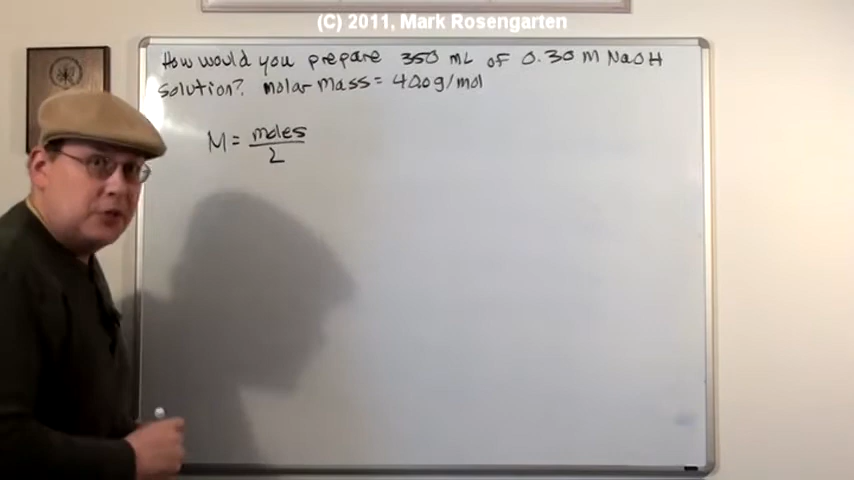 (C) 2011, Mark Rosengarten
How would you prepare 350 mL of 0.30 M NaOH
solution? molar mass = 40.0g/mol
M = moles
L